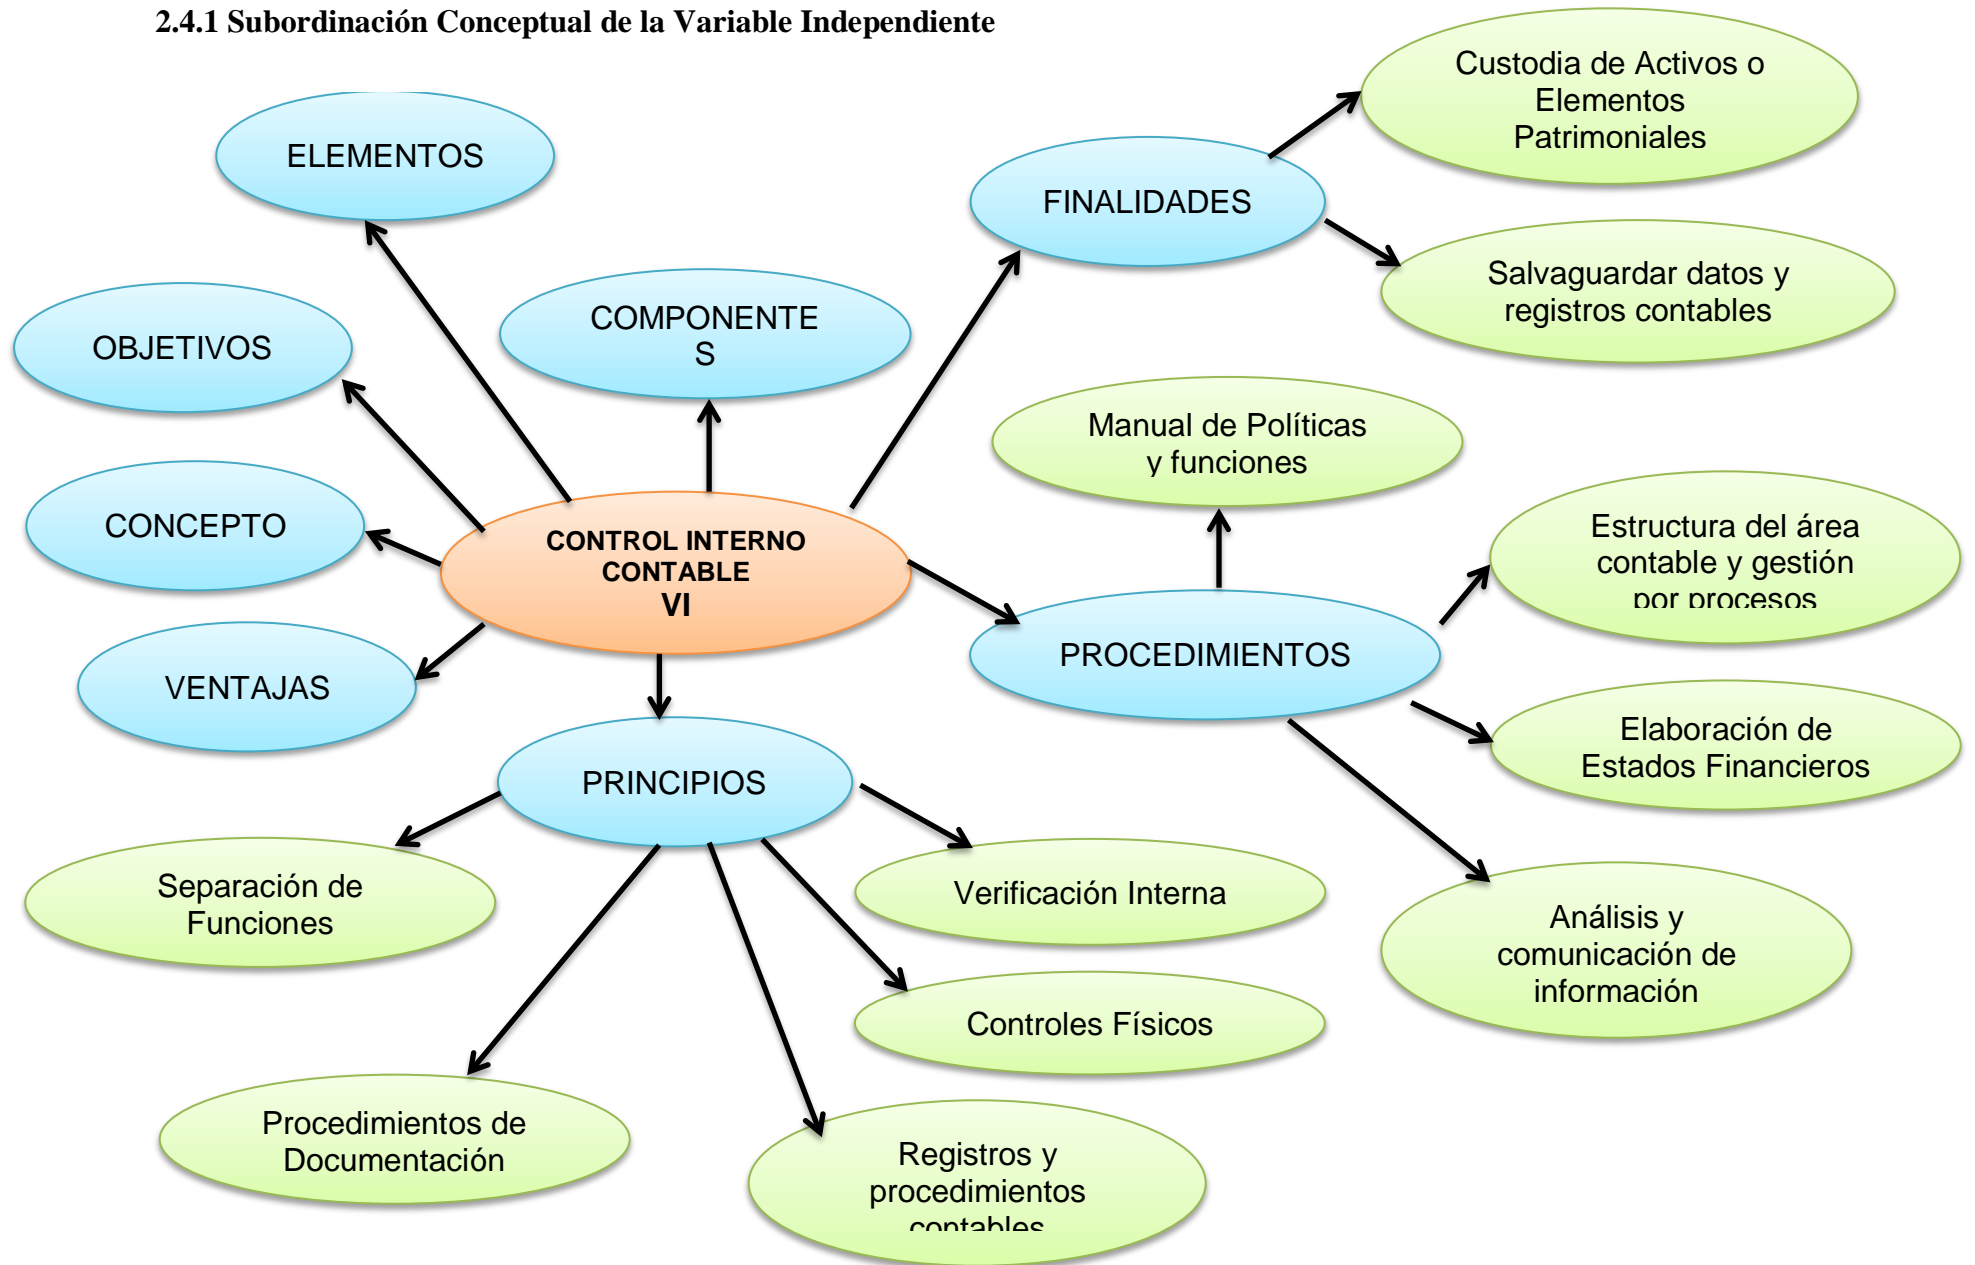 2.4.1 Subordinación Conceptual de la Variable Independiente
Custodia de Activos o
Elementos
Patrimoniales
ELEMENTOS
FINALIDADES
Salvaguardar datos y
registros contables
COMPONENTE
S
OBJETIVOS
Manual de Políticas
y funciones
CONCEPTO
CONTROL INTERNO
CONTABLE
VI
Estructura del área
contable y gestión
por procesos
PROCEDIMIENTOS
VENTAJAS
Elaboración de
Estados Financieros
PRINCIPIOS
Separación de
Funciones
Verificación Interna
Análisis y
comunicación de
información
Controles Físicos
Procedimientos de
Documentación
Registros y
procedimientos
contables